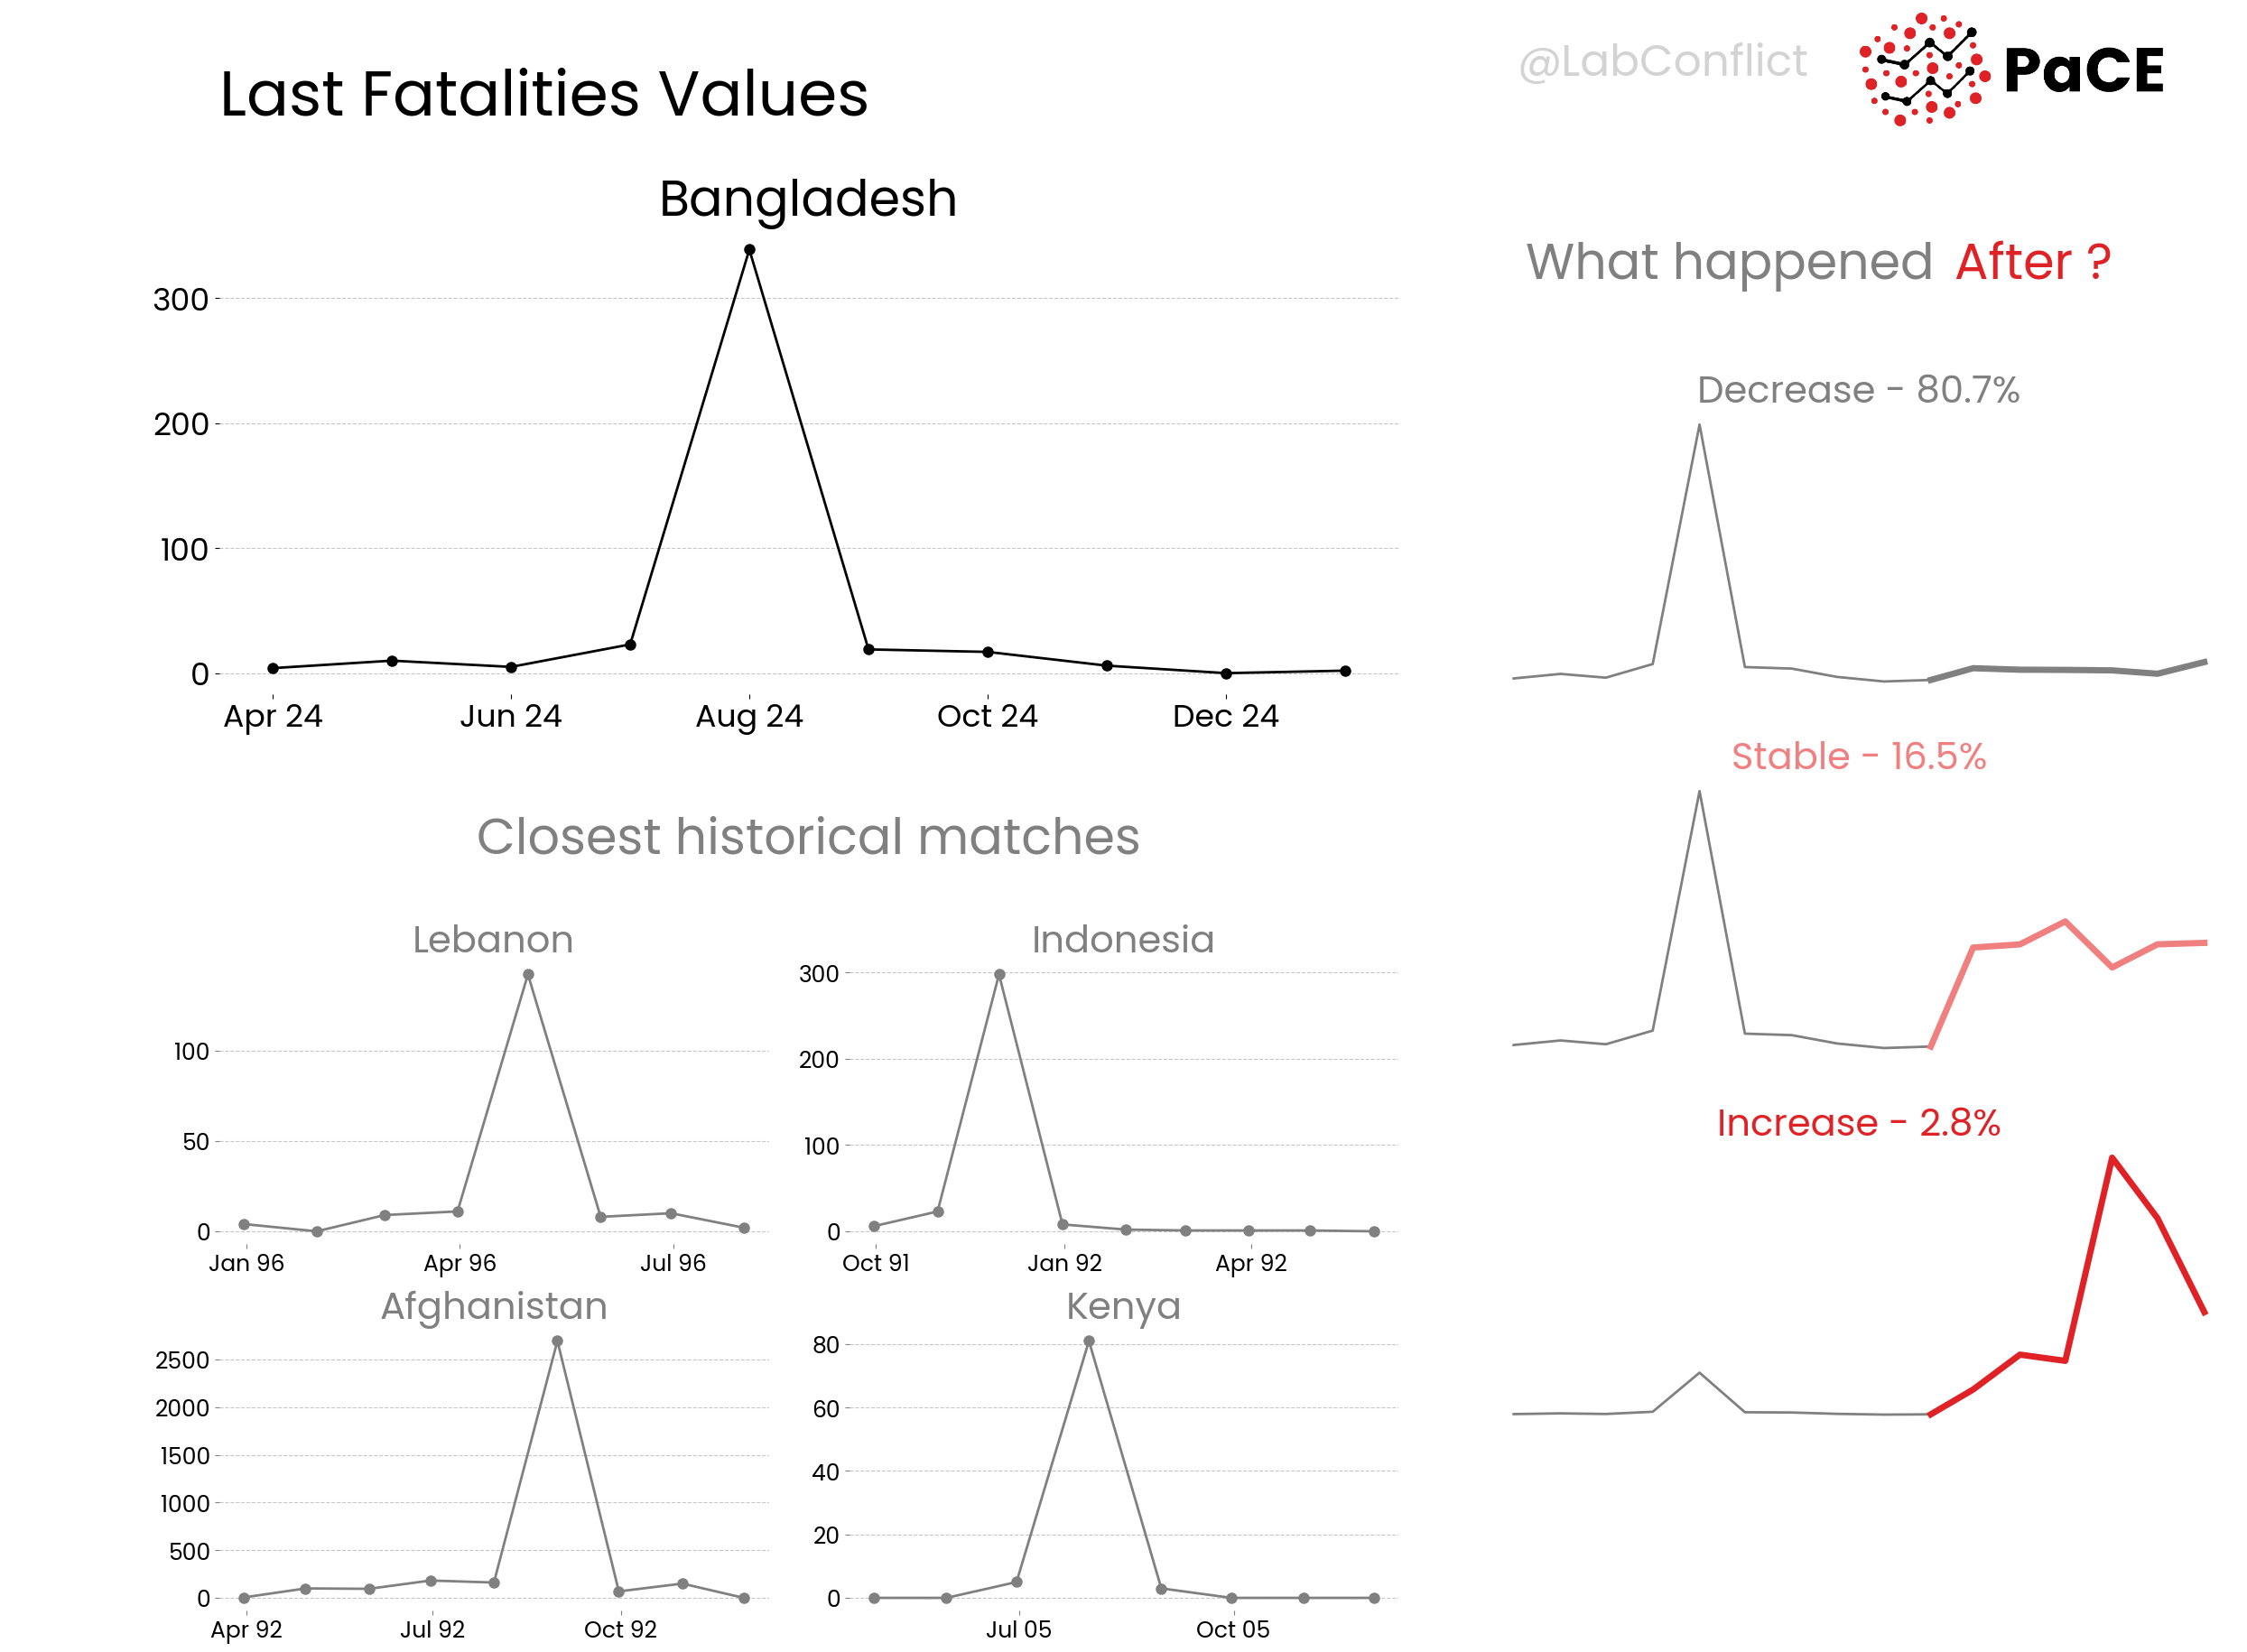 @LabConflict
PaCE
Last Fatalities Values
Bangladesh
300
200
100
0
Apr 24
Jun 24
Aug 24
Oct 24
Dec 24
What happened After ?
Decrease - 80.7%
Stable - 16.5%
Increase - 2.8%
Closest historical matches
Lebanon
100
50
0
Jan 96
Apr 96
Jul 96
Indonesia
300
200
100
0
Oct 91
Jan 92
Apr 92
Afghanistan
2500
2000
1500
1000
500
0
Apr 92
Jul 92
Oct 92
Kenya
80
60
40
20
0
Jul 05
Oct 05